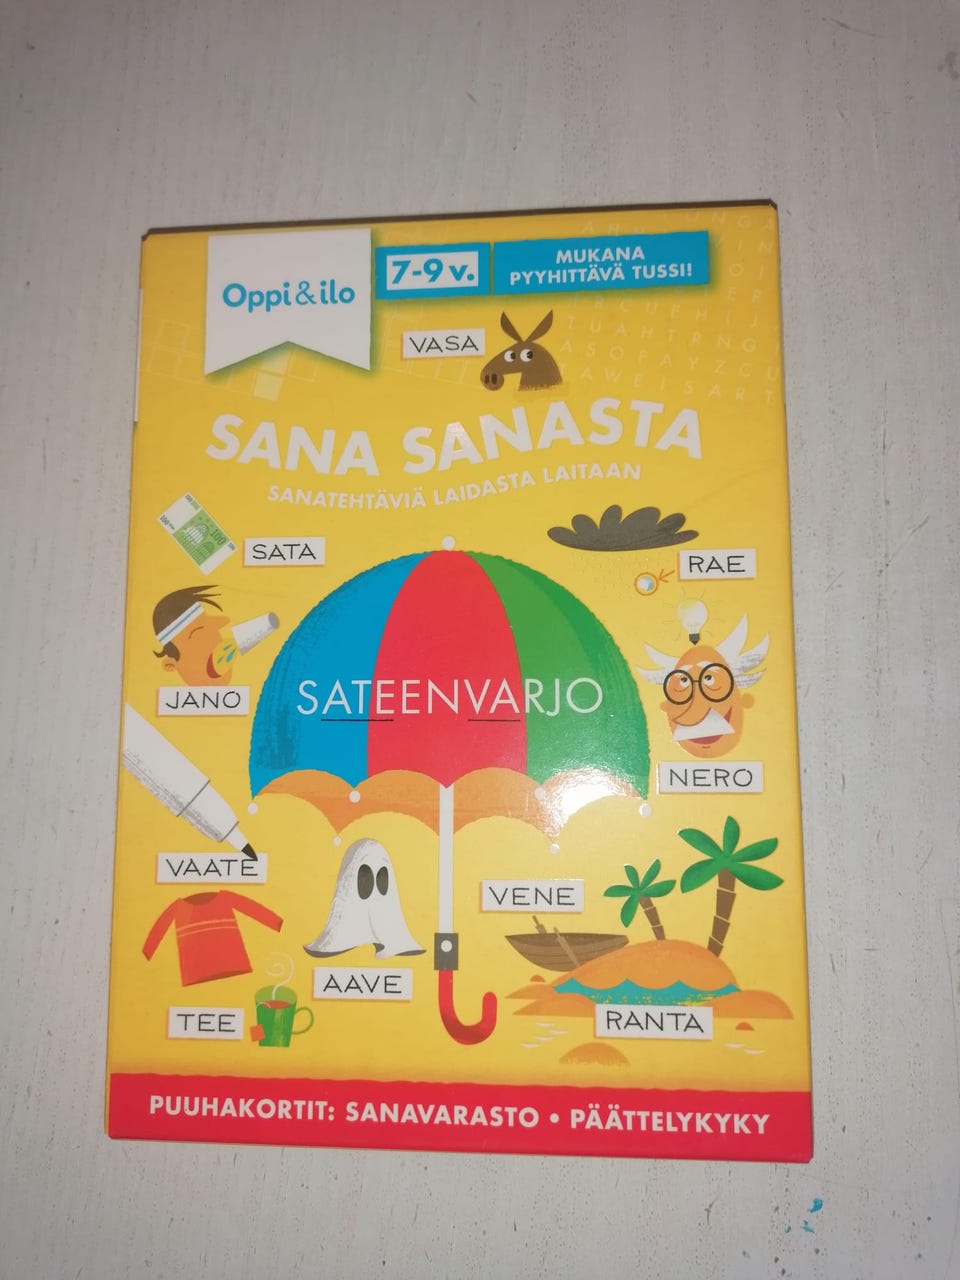 Oppi&ilo
7-9 v.
MUKANA
PYYHITTÄVÄ TUSSI!
VASA
SANA SANASTA
SANATEHTÄVIÄ LAIDASTA LAITAAN
SATA
RAE
JANO
SATEENVARJO
NERO
VAATE
VENE
AAVE
TEE
RANTA
PUUHAKORTIT: SANAVARASTO • PÄÄTTELYKYKY